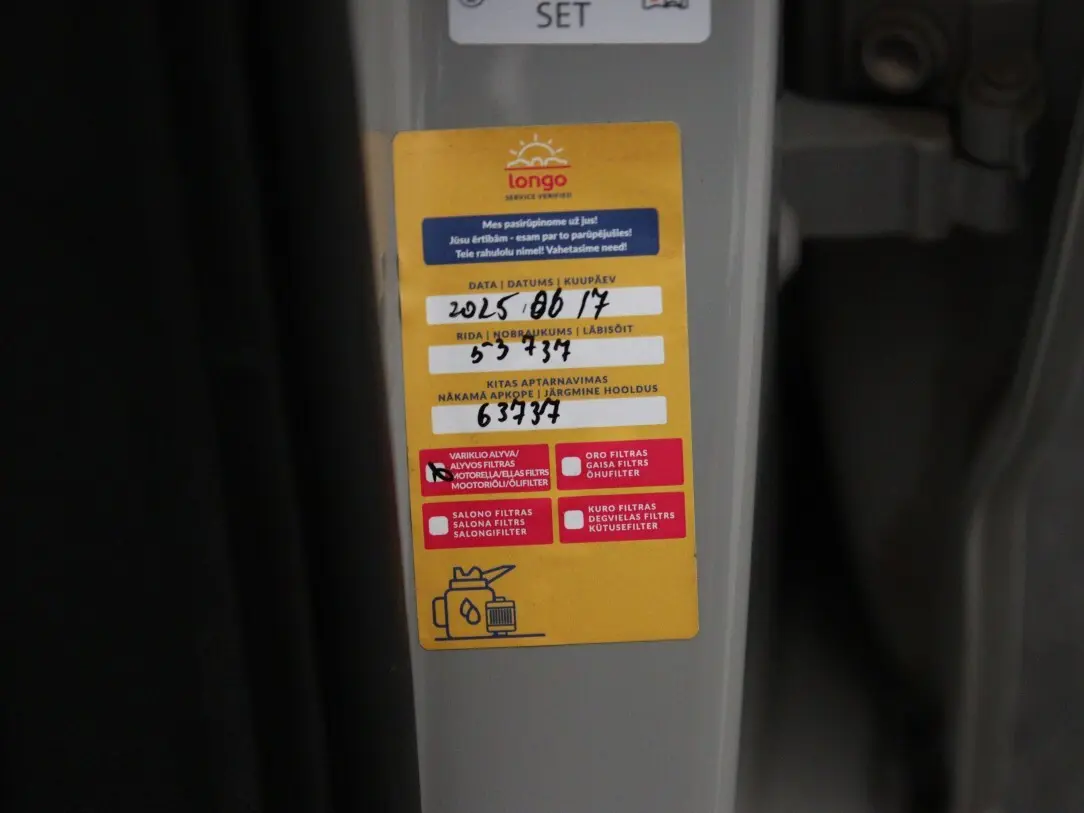 SET
longo
SERVICE VERIFIED
Mes pasirūpinome už jus!
Jūsu ērtībām - esam par to parūpējušies!
Teie rahulolu nimel! Vahetasime need!
DATA | DATUMS | KUUPÄEV
2025.06 17
RIDA | NOBRAUKUMS | LÄBISÕIT
53 737
KITAS APTARNAVIMAS
NĀKAMĀ APKOPE | JÄRGMINE HOOLDUS
63737
VARIKLIO ALYVA/
ALYVOS FILTRAS
MOTOREĻĻA/EĻĻAS FILTRS
MOOTORIÕLI/ÕLIFILTER
ORO FILTRAS
GAISA FILTRS
ÕHUFILTER
SALONO FILTRAS
SALONA FILTRS
SALONGIFILTER
KURO FILTRAS
DEGVIELAS FILTRS
KÜTUSEFILTER